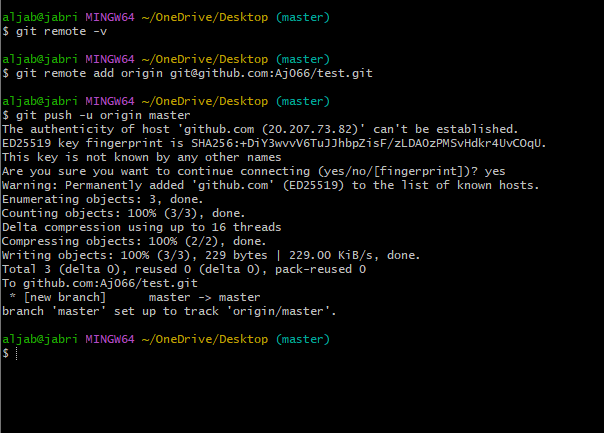 aljab@jabri MINGW64 ~/OneDrive/Desktop (master)
$ git remote -v
aljab@jabri MINGW64 ~/OneDrive/Desktop (master)
$ git remote add origin git@github.com:Aj066/test.git
aljab@jabri MINGW64 ~/OneDrive/Desktop (master)
$ git push -u origin master
The authenticity of host 'github.com (20.207.73.82)' can't be established.
ED25519 key fingerprint is SHA256:+DiY3wvvV6TuJJhbpZisF/zLDA0zPMSvHdkr4UvCOqU.
This key is not known by any other names
Are you sure you want to continue connecting (yes/no/[fingerprint])? yes
Warning: Permanently added 'github.com' (ED25519) to the list of known hosts.
Enumerating objects: 3, done.
Counting objects: 100% (3/3), done.
Delta compression using up to 16 threads
Compressing objects: 100% (2/2), done.
Writing objects: 100% (3/3), 229 bytes | 229.00 KiB/s, done.
Total 3 (delta 0), reused 0 (delta 0), pack-reused 0
To github.com:Aj066/test.git
 * [new branch]      master -> master
branch 'master' set up to track 'origin/master'.
aljab@jabri MINGW64 ~/OneDrive/Desktop (master)
$